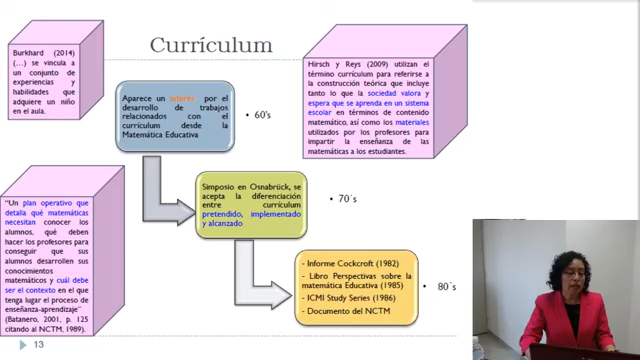 Currículum
Burkhard (2014)
(…) se vincula a
un conjunto de
experiencias y
habilidades que
adquiere un niño
en el aula.
Aparece un interés por el
desarrollo de trabajos
relacionados con el
currículum desde la
Matemática Educativa
• 60's
Hirsch y Reys (2009) utilizan el
término currículum para referirse a
la construcción teórica que incluye
tanto lo que la sociedad valora y
espera que se aprenda en un sistema
escolar en términos de contenido
matemático, así como los materiales
utilizados por los profesores para
impartir la enseñanza de las
matemáticas a los estudiantes.
Simposio en Osnabrück, se
acepta la diferenciación
entre currículum
pretendido, implementado
y alcanzado
• 70´s
"Un plan operativo que
detalla qué matemáticas
necesitan conocer los
alumnos, qué deben
hacer los profesores para
conseguir que sus
alumnos desarrollen sus
conocimientos
matemáticos y cuál debe
ser el contexto en el que
tenga lugar el proceso de
enseñanza-aprendizaje"
(Batanero, 2001, p. 125
citando al NCTM, 1989).
- Informe Cockcroft (1982)
- Libro Perspectivas sobre la
matemática Educativa (1985)
- ICMI Study Series (1986)
- Documento del NCTM
• 80´s
13